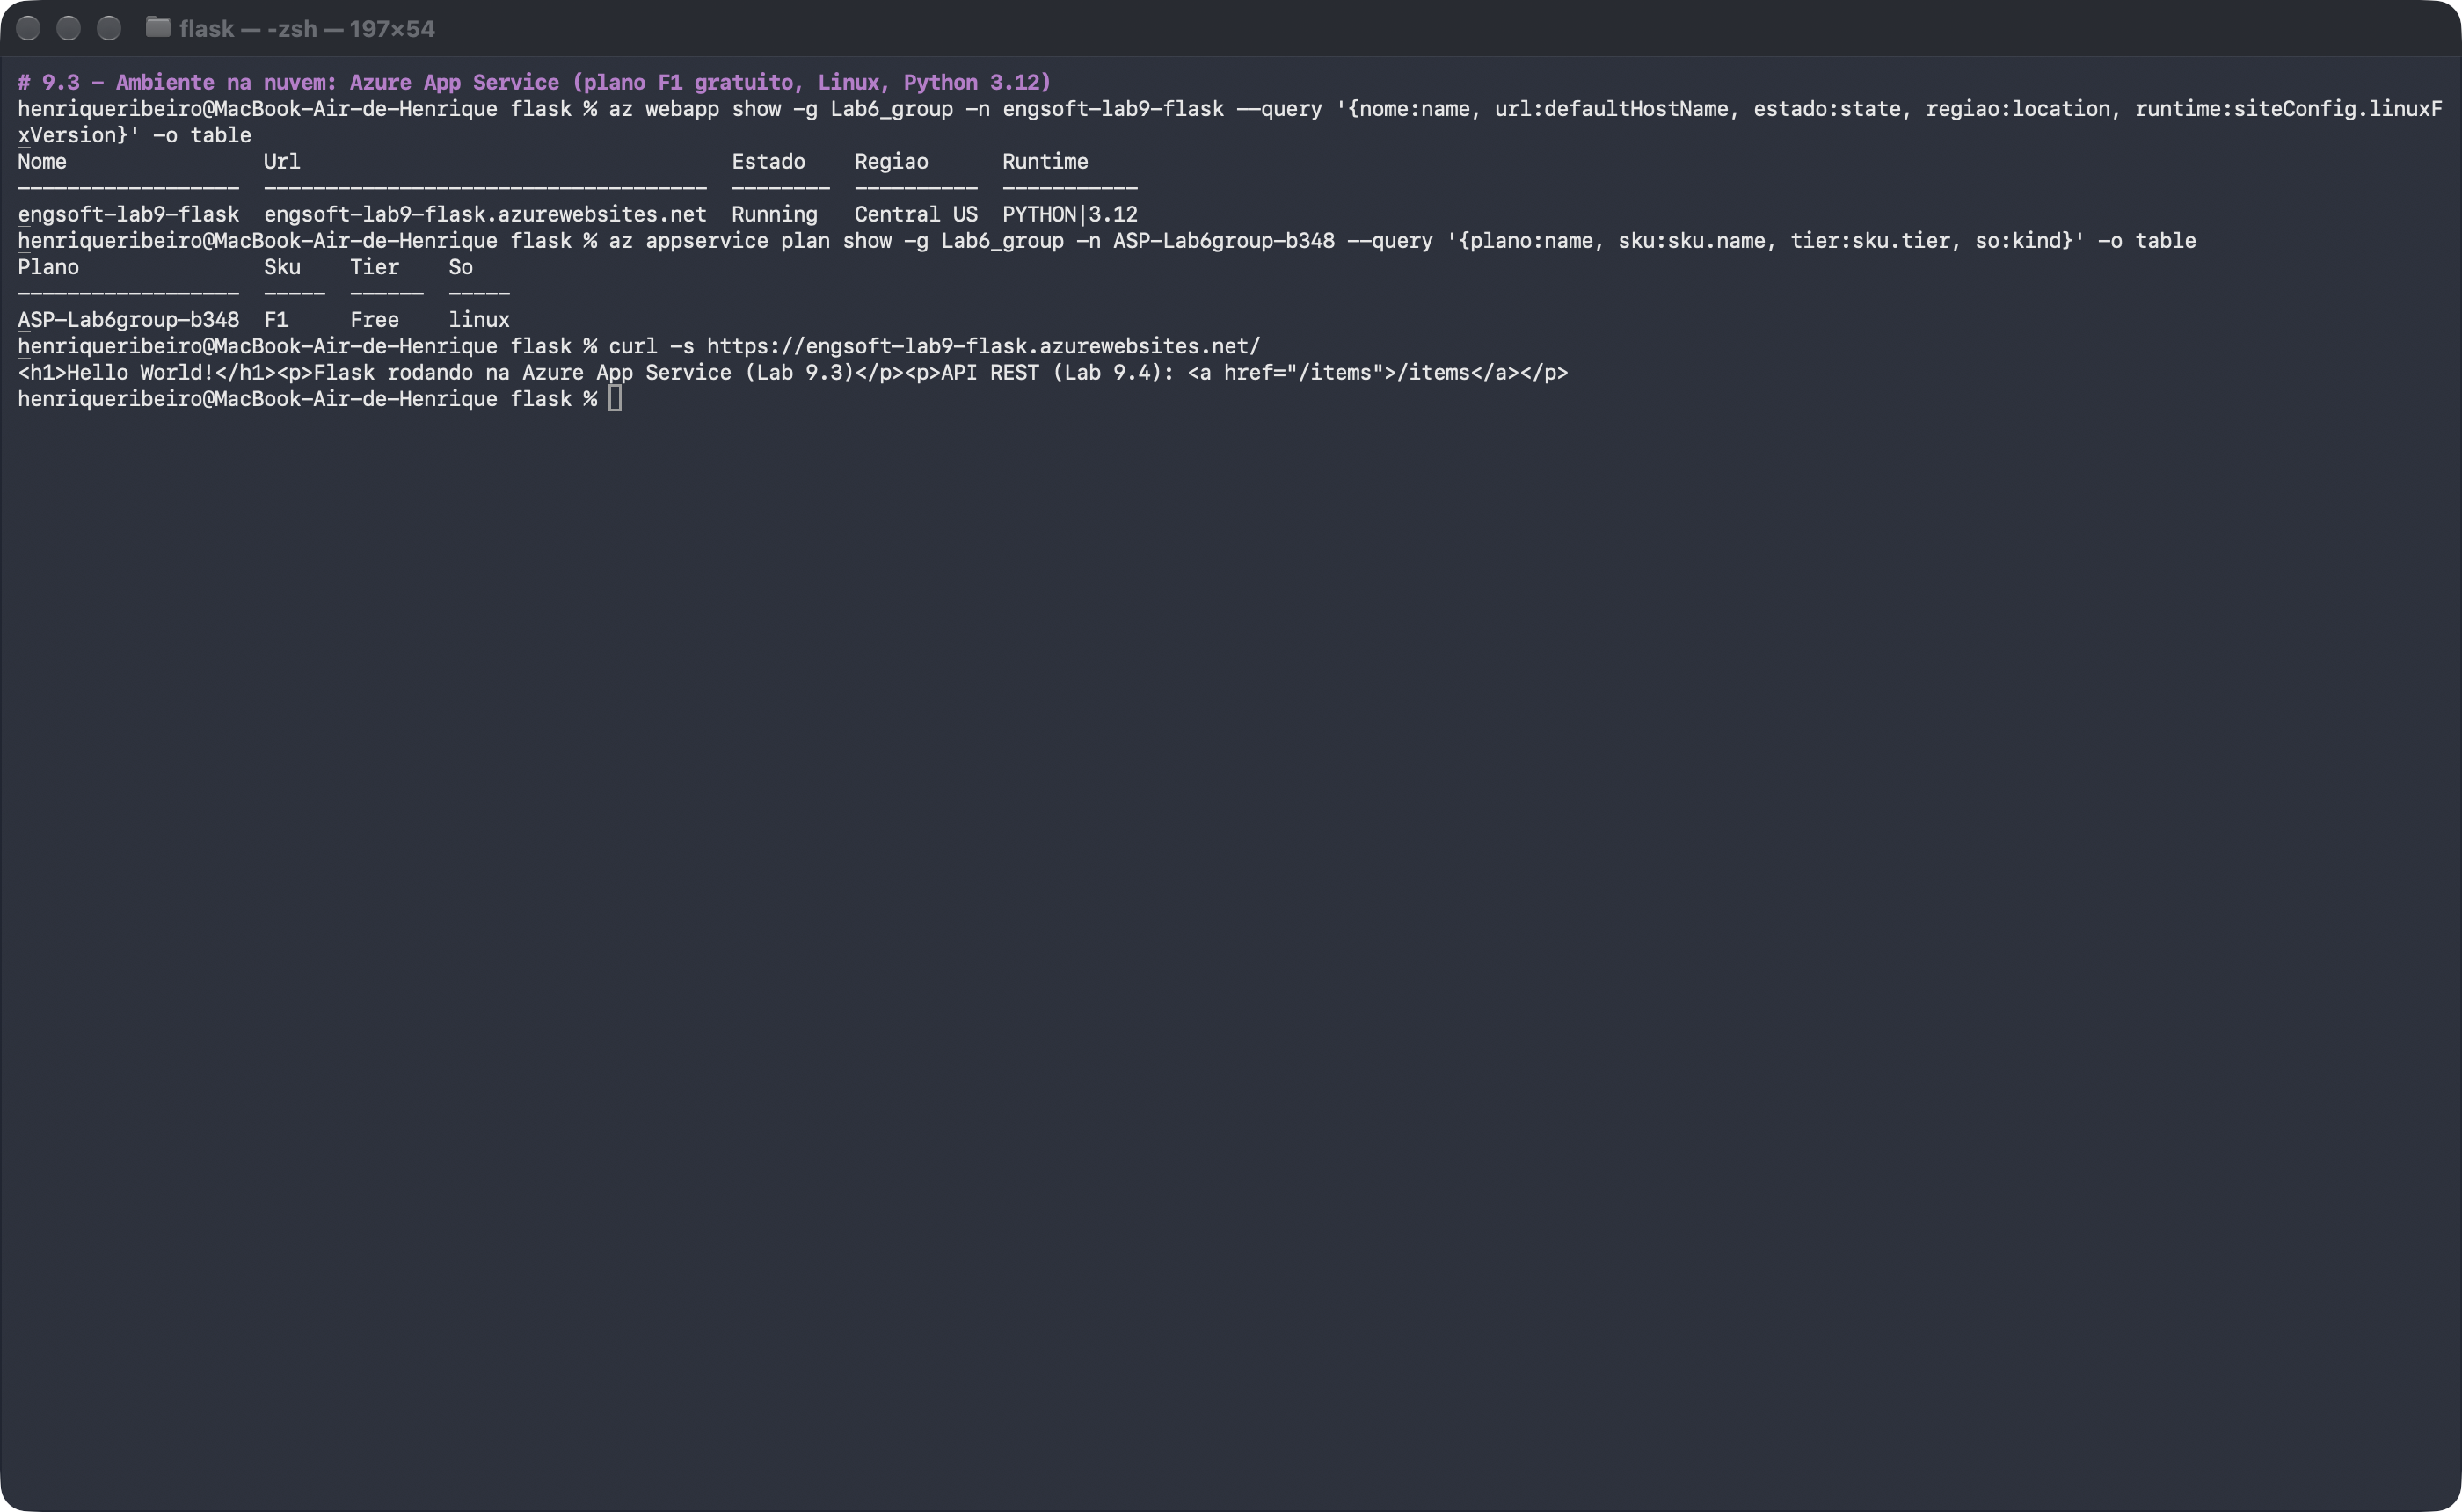 flask — -zsh — 197×54
# 9.3 - Ambiente na nuvem: Azure App Service (plano F1 gratuito, Linux, Python 3.12)
henriqueribeiro@MacBook-Air-de-Henrique flask % az webapp show -g Lab6_group -n engsoft-lab9-flask --query '{nome:name, url:defaultHostName, estado:state, regiao:location, runtime:siteConfig.linuxF
xVersion}' -o table
Nome                Url                                   Estado    Regiao      Runtime
------------------  ------------------------------------  --------  ----------  -----------
engsoft-lab9-flask  engsoft-lab9-flask.azurewebsites.net  Running   Central US  PYTHON|3.12
henriqueribeiro@MacBook-Air-de-Henrique flask % az appservice plan show -g Lab6_group -n ASP-Lab6group-b348 --query '{plano:name, sku:sku.name, tier:sku.tier, so:kind}' -o table
Plano               Sku    Tier    So
------------------  -----  ------  -----
ASP-Lab6group-b348  F1     Free    linux
henriqueribeiro@MacBook-Air-de-Henrique flask % curl -s https://engsoft-lab9-flask.azurewebsites.net/
<h1>Hello World!</h1><p>Flask rodando na Azure App Service (Lab 9.3)</p><p>API REST (Lab 9.4): <a href="/items">/items</a></p>
henriqueribeiro@MacBook-Air-de-Henrique flask %